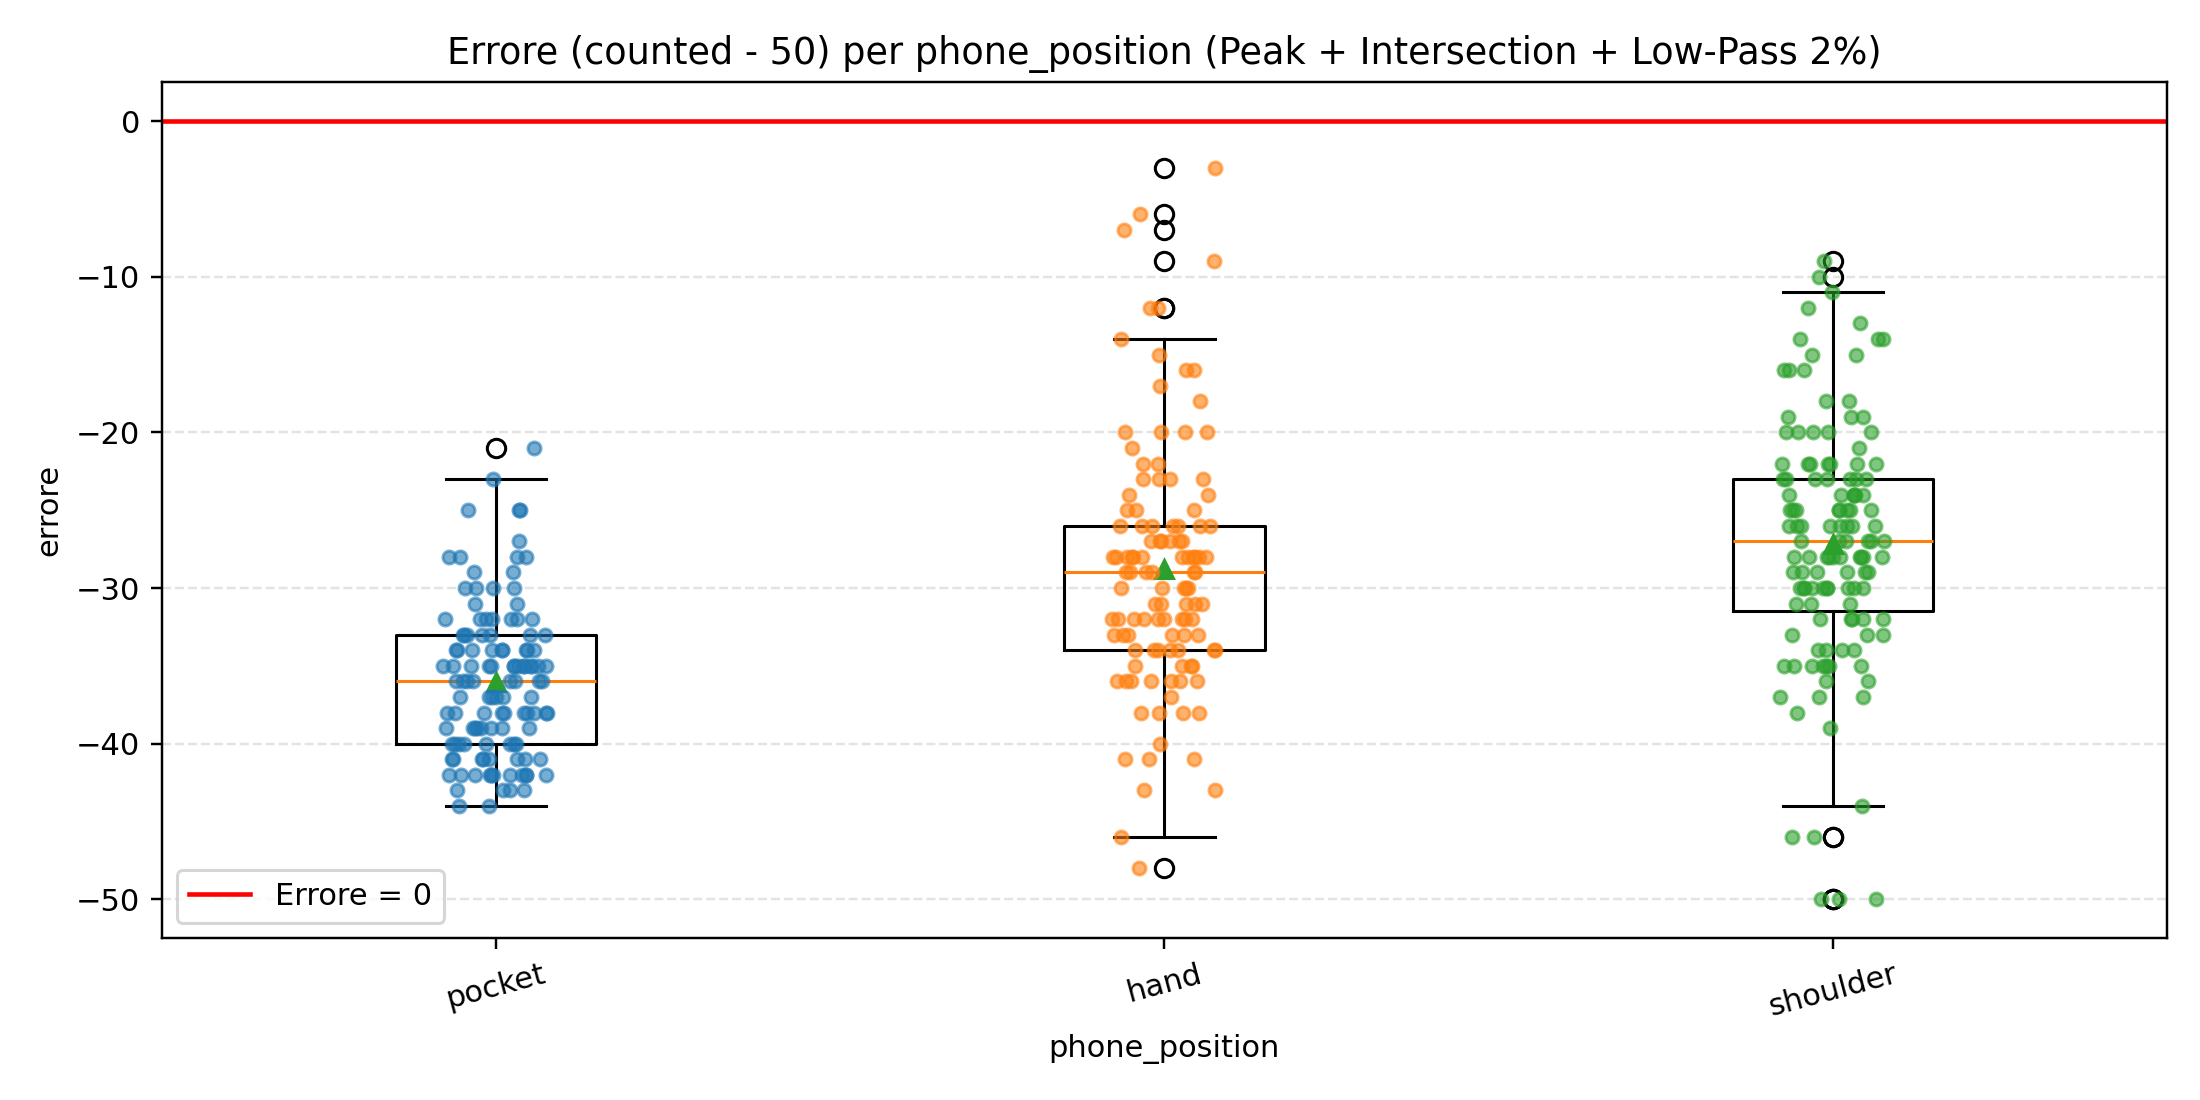 Errore (counted - 50) per phone_position (Peak + Intersection + Low-Pass 2%)
0
−10
−20
−30
−40
−50
errore
Errore = 0
pocket
hand
shoulder
phone_position